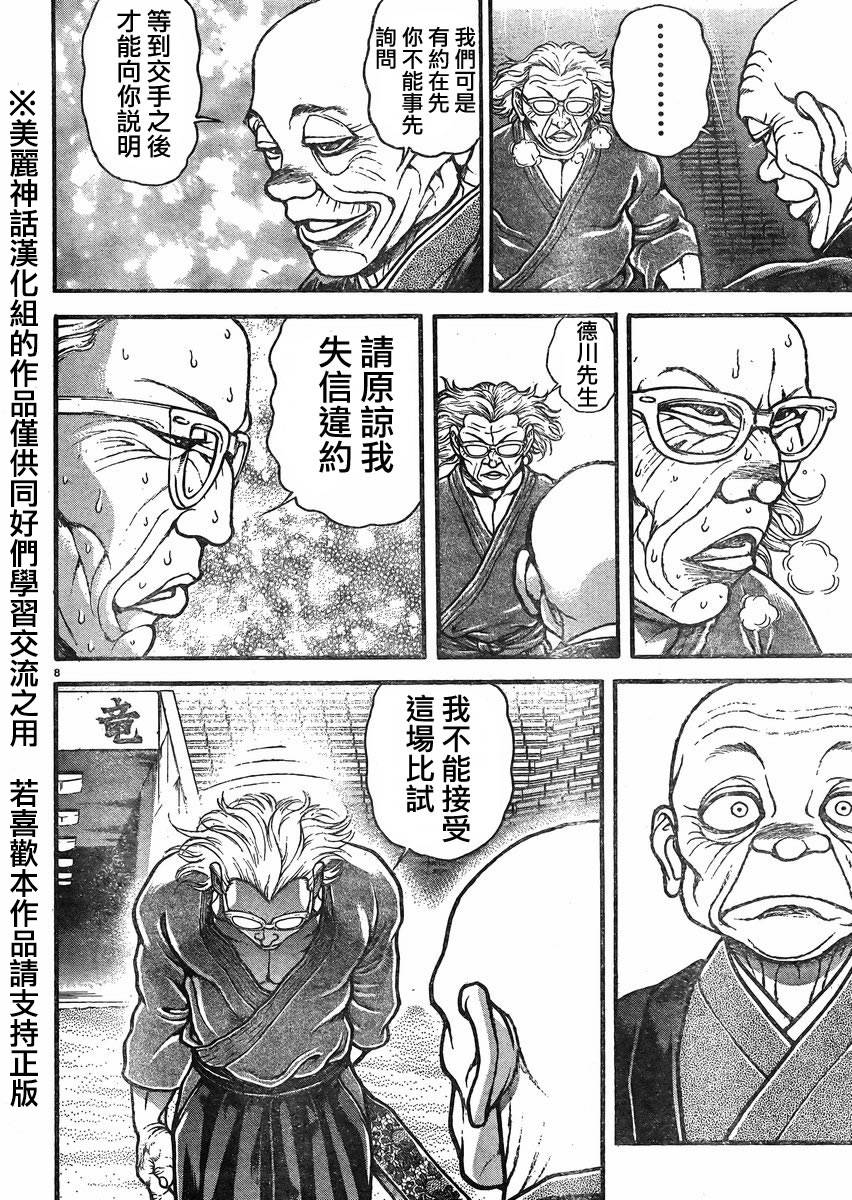 …………
我們可是
有約在先
你不能事先
詢問
等到交手之後
才能向你説明
德川先生
請原諒我
失信違約
我不能接受
這場比試
竜
8
※美麗神話漢化組的作品僅供同好們學習交流之用　若喜歡本作品請支持正版